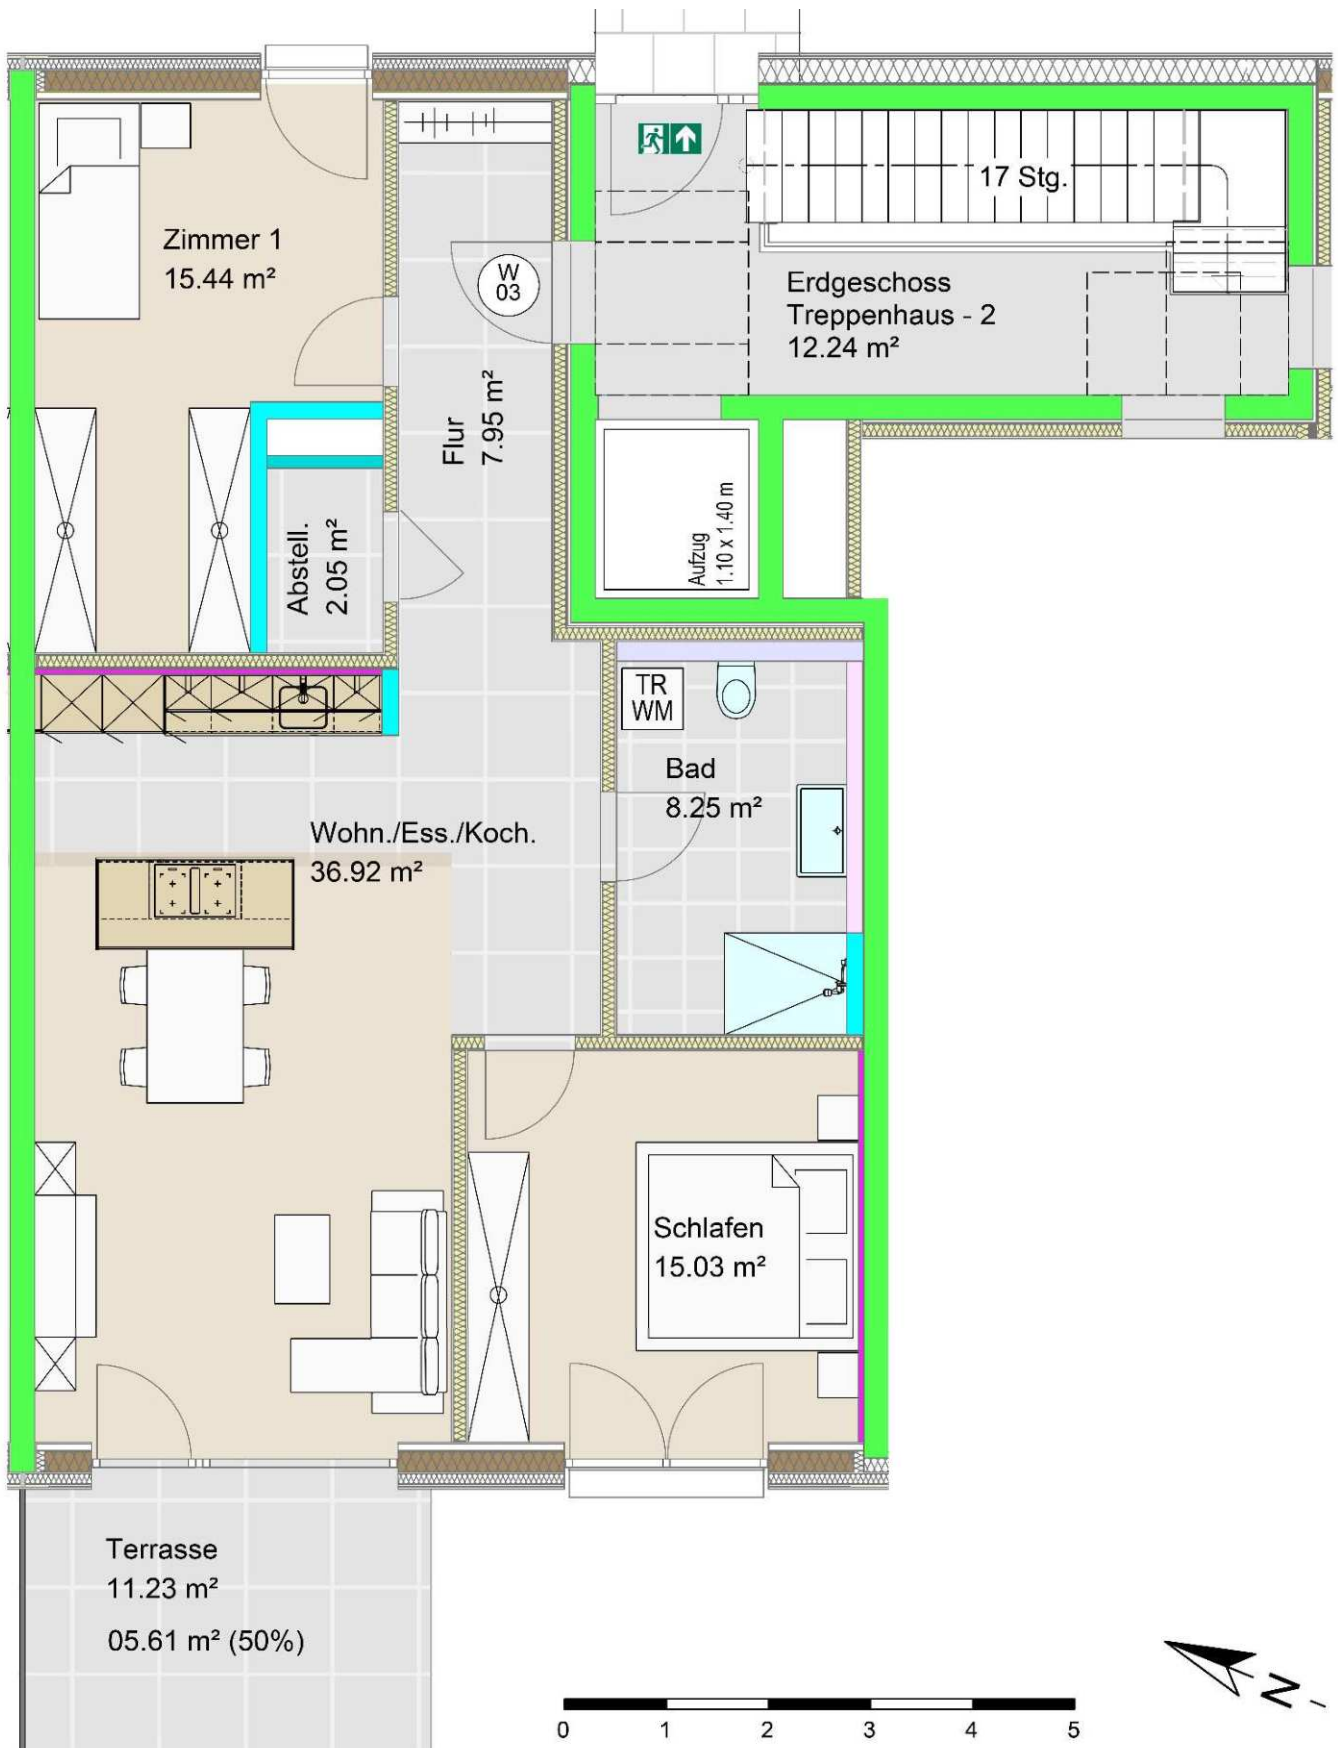 17 Stg.
Zimmer 1
15.44 m²
W
03
Erdgeschoss
Treppenhaus - 2
12.24 m²
Flur
7.95 m²
Aufzug
1.10 x 1.40 m
Abstell.
2.05 m²
TR
WM
Bad
8.25 m²
Wohn./Ess./Koch.
36.92 m²
Schlafen
15.03 m²
Terrasse
11.23 m²
05.61 m² (50%)
N
0 1 2 3 4 5